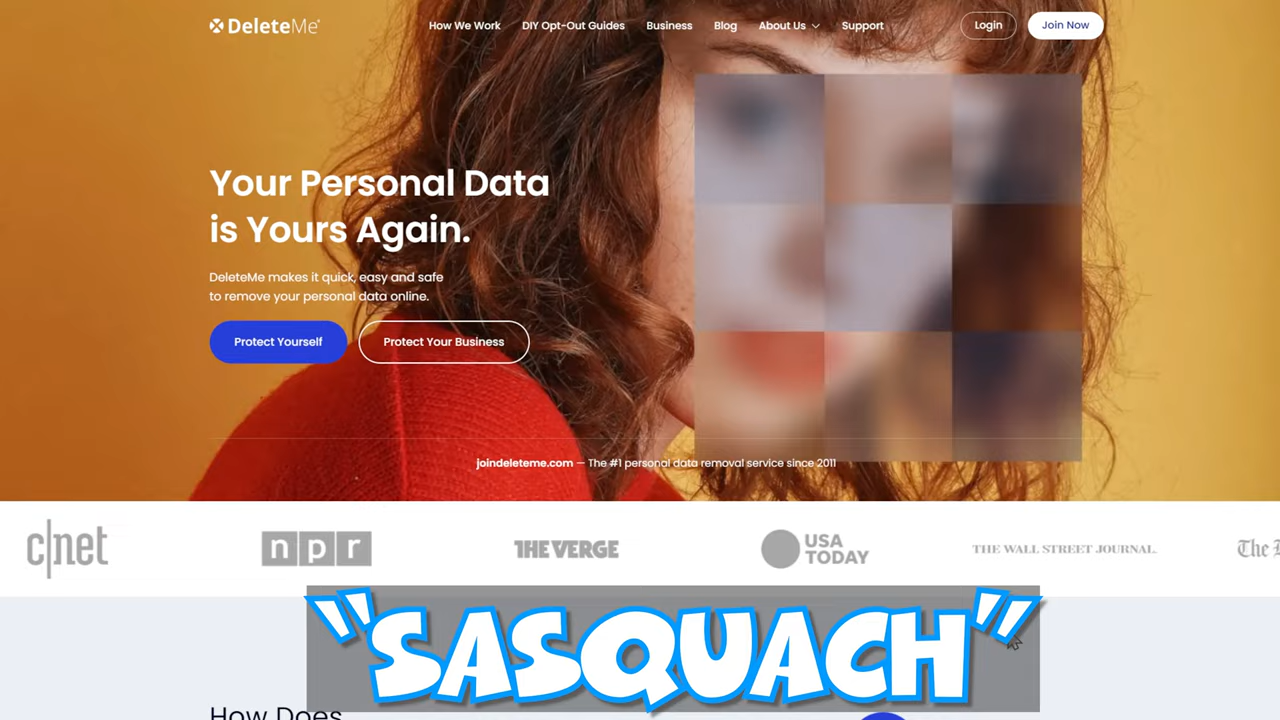 DeleteMe
How We Work DIY Opt-Out Guides Business Blog About Us Support Login Join Now
Your Personal Data
is Yours Again.
DeleteMe makes it quick, easy and safe
to remove your personal data online.
Protect Yourself Protect Your Business
joindeleteme.com — The #1 personal data removal service since 2011
c|net npr THE VERGE USA TODAY THE WALL STREET JOURNAL. The
"SASQUACH"
How Does